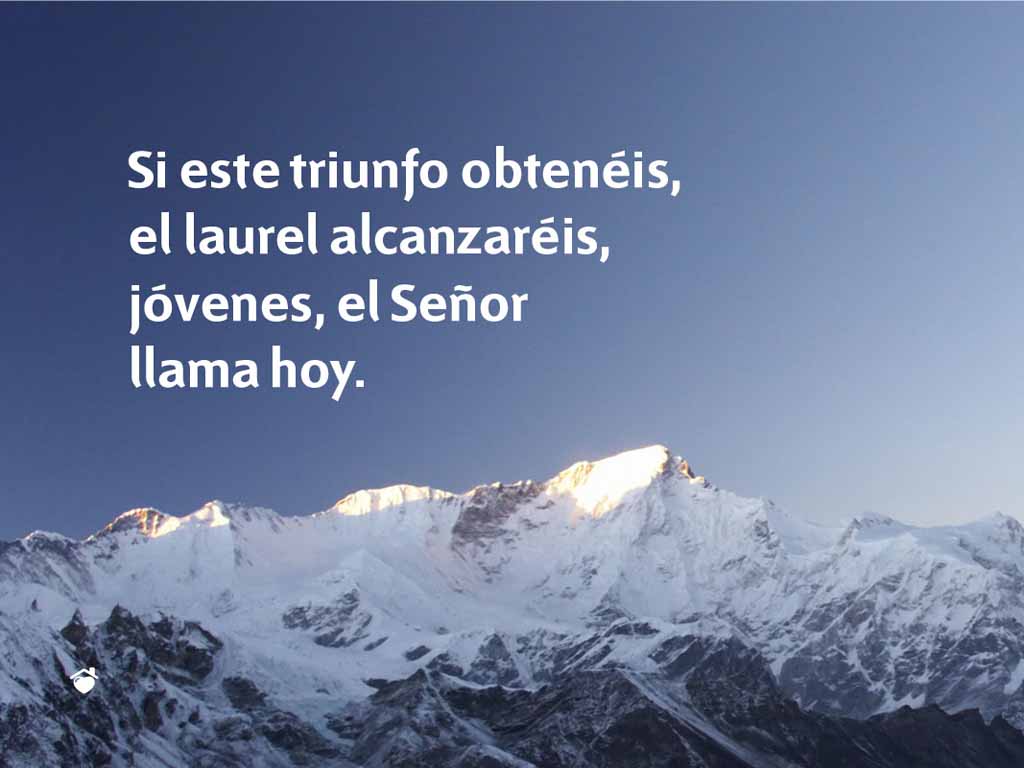 Si este triunfo obtenéis,
el laurel alcanzaréis,
jóvenes, el Señor
llama hoy.